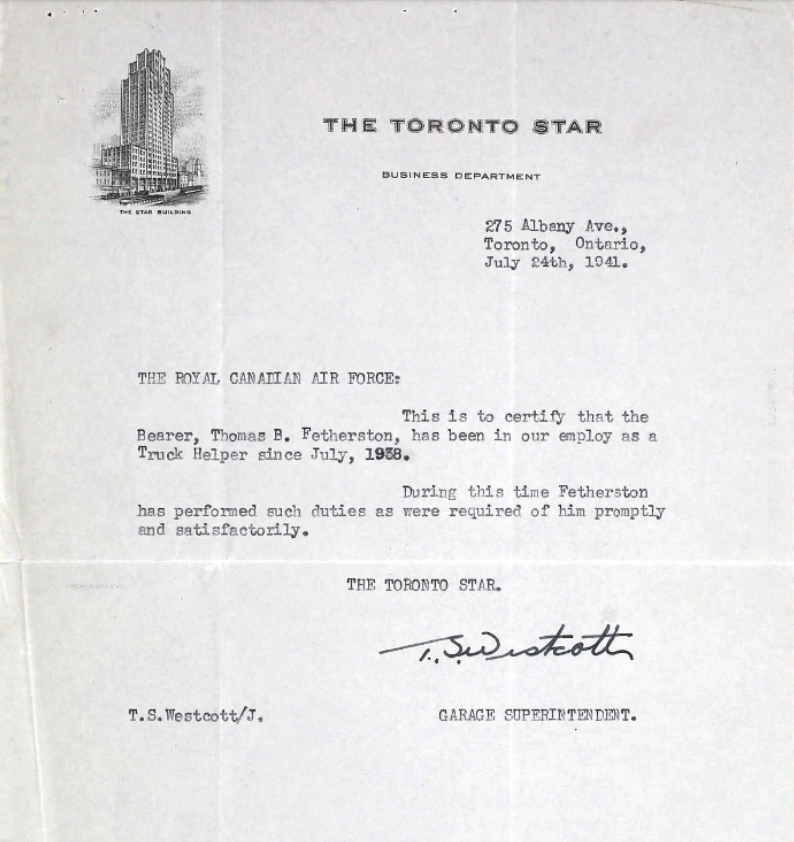 THE STAR BUILDING
THE TORONTO STAR
BUSINESS DEPARTMENT
275 Albany Ave.,
Toronto, Ontario,
July 24th, 1941.
THE ROYAL CANADIAN AIR FORCE:
This is to certify that the
Bearer, Thomas B. Fetherston, has been in our employ as a
Truck Helper since July, 1938.
During this time Fetherston
has performed such duties as were required of him promptly
and satisfactorily.
THE TORONTO STAR.
T.S.Westcott
T.S.Westcott/J.
GARAGE SUPERINTENDENT.